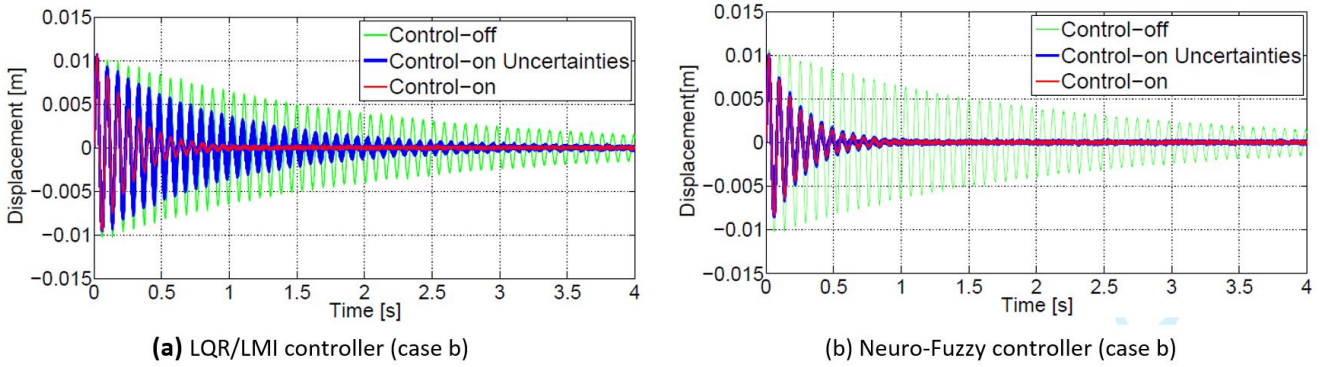 0.015
0.01
0.005
0
−0.005
−0.01
−0.015
Displacement [m]
Control−off
Control−on Uncertainties
Control−on
0 0.5 1 1.5 2 2.5 3 3.5 4
Time [s]
(a) LQR/LMI controller (case b)
0.015
0.01
0.005
0
−0.005
−0.01
−0.015
Displacement[m]
Control−off
Control−on Uncertainties
Control−on
0 0.5 1 1.5 2 2.5 3 3.5 4
Time [s]
(b) Neuro-Fuzzy controller (case b)